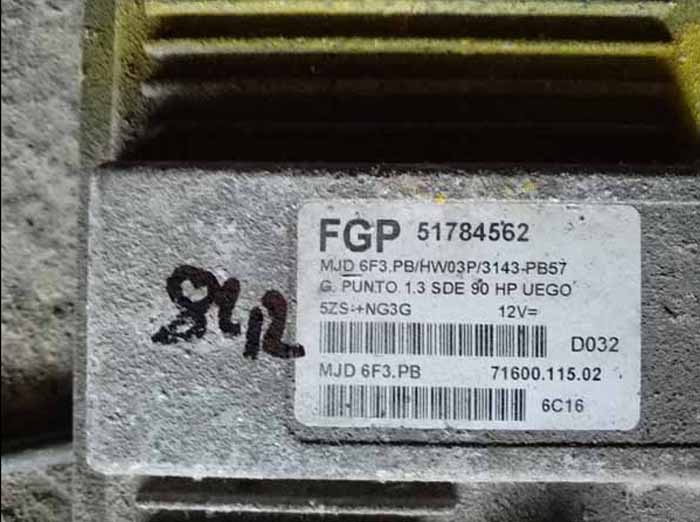 FGP 51784562
MJD 6F3.PB/HW03P/3143-PB57
G. PUNTO 1.3 SDE 90 HP UEGO
5ZS-+NG3G 12V=
D032
MJD 6F3.PB 71600.115.02
6C16